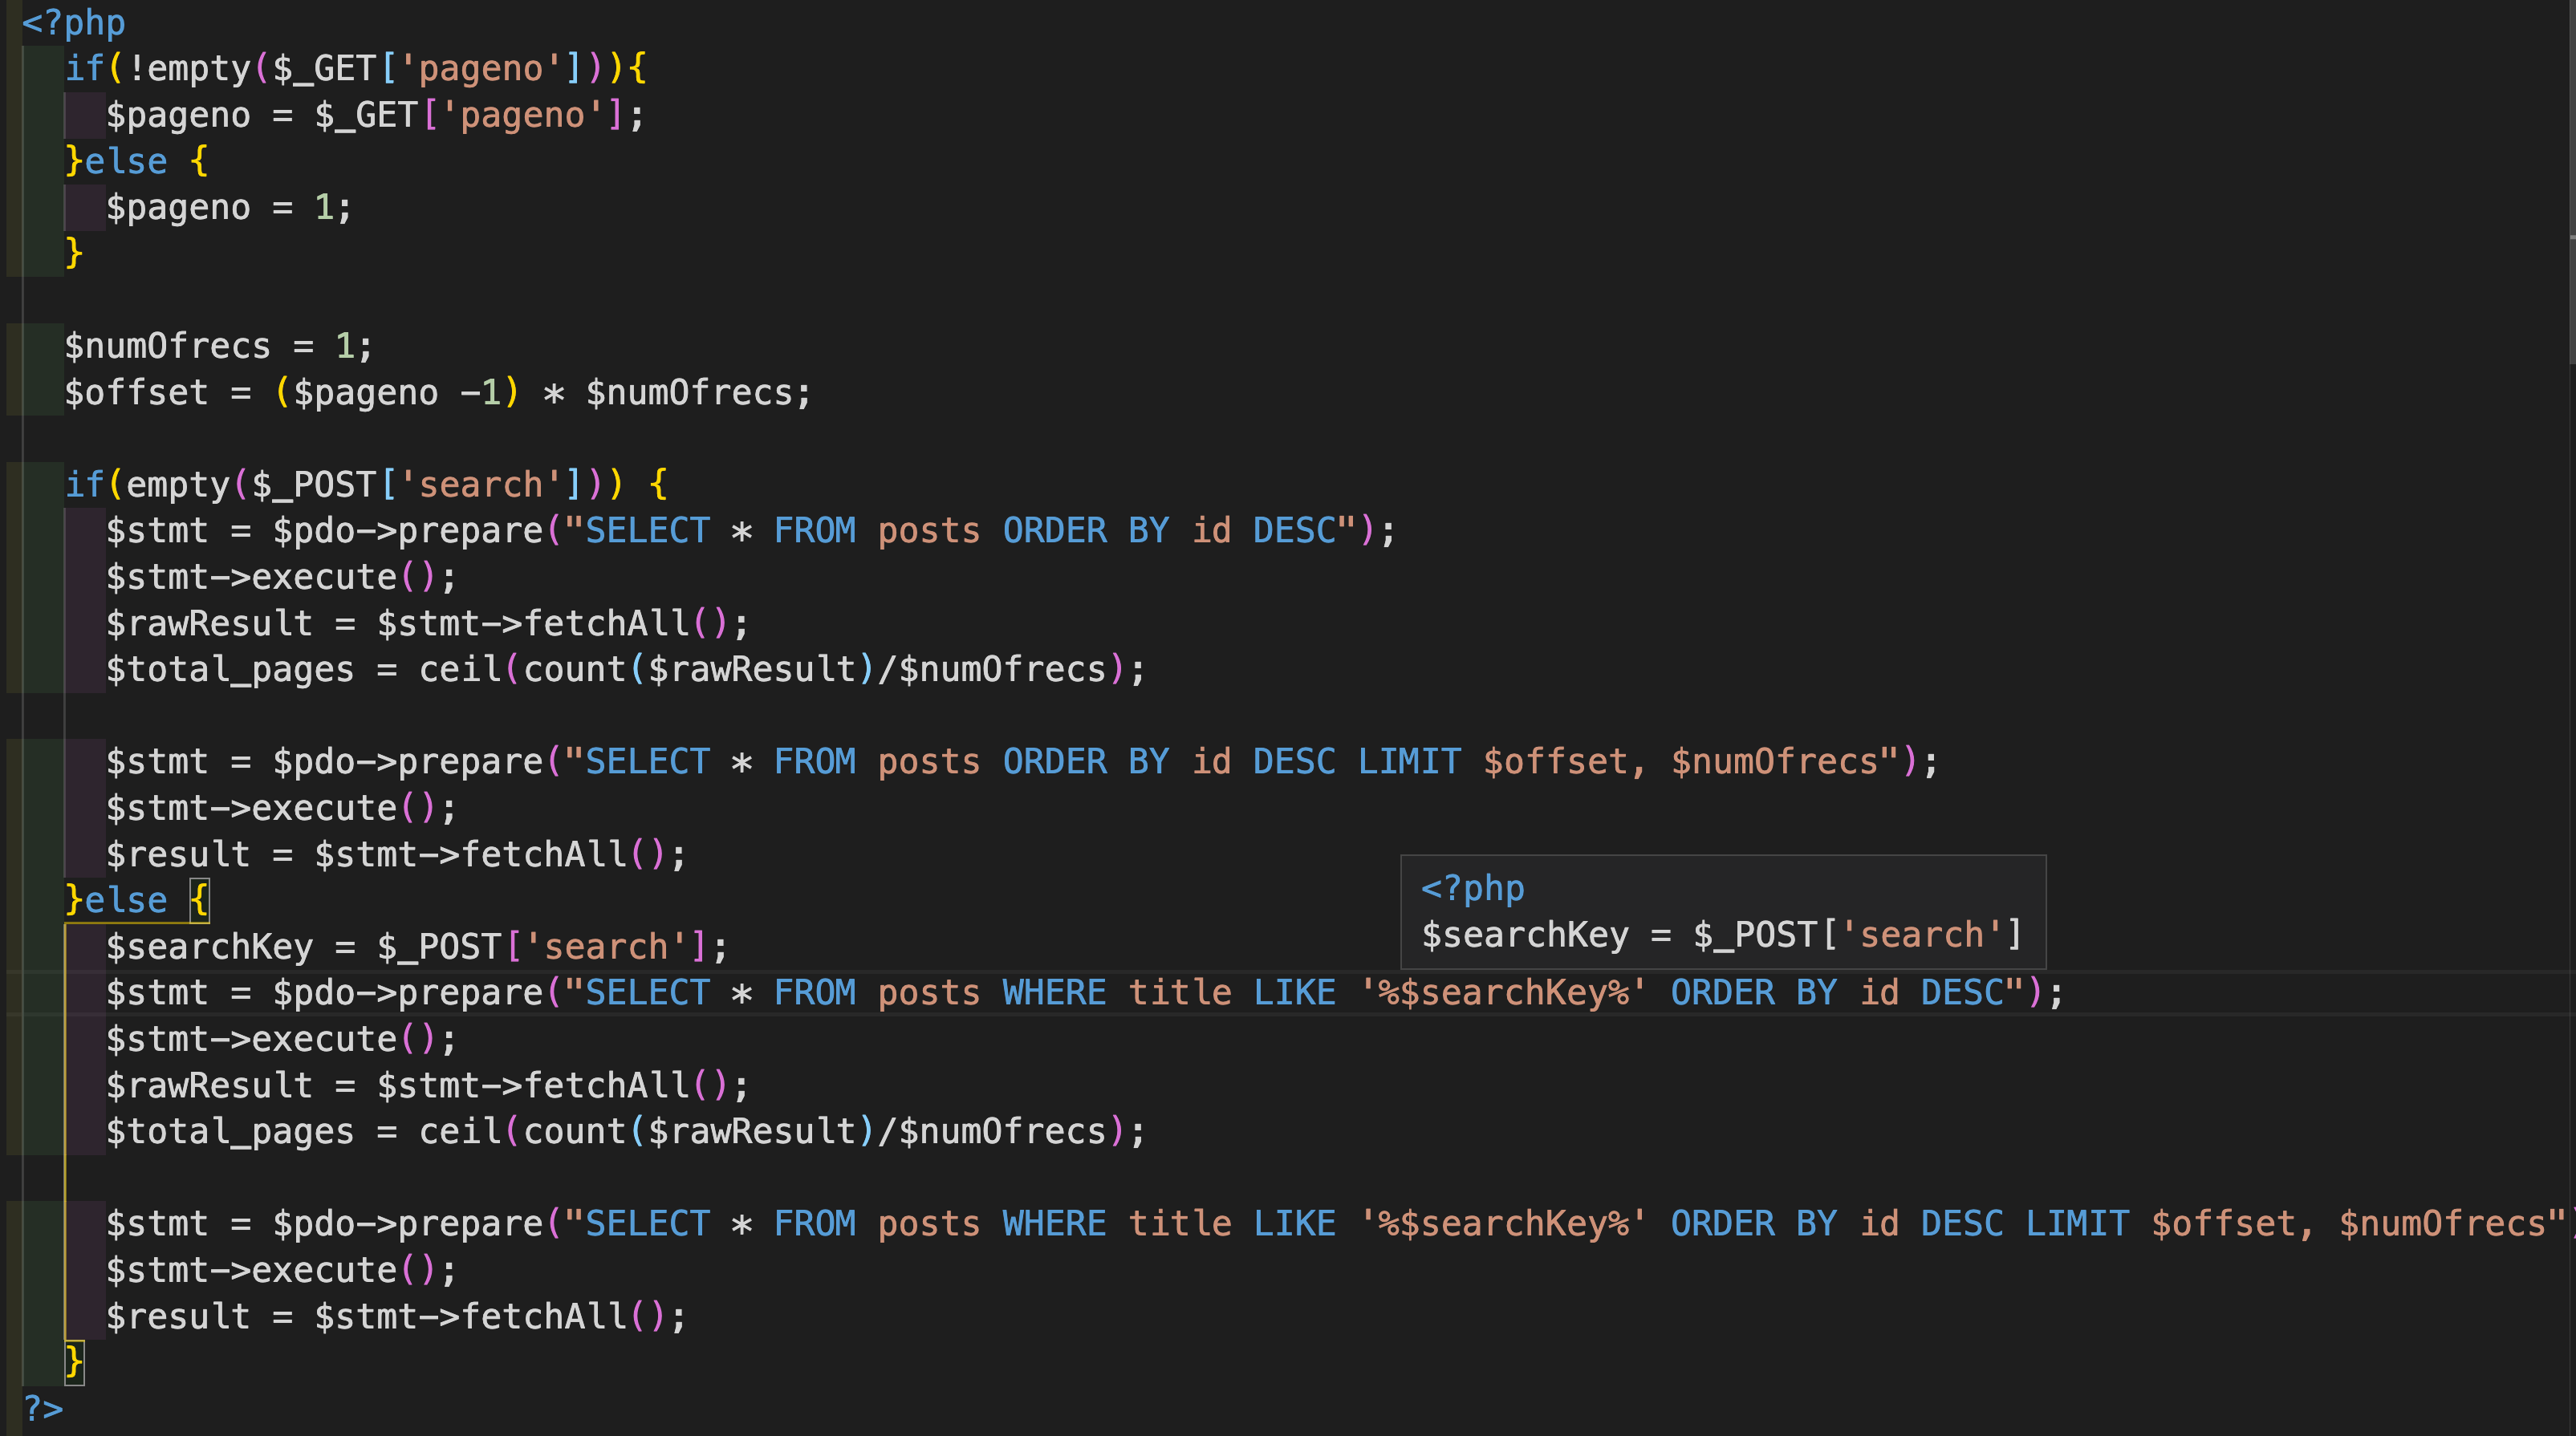 <?php
if(!empty($_GET['pageno'])){
$pageno = $_GET['pageno'];
}else {
$pageno = 1;
}
$numOfrecs = 1;
$offset = ($pageno -1) * $numOfrecs;
if(empty($_POST['search'])) {
$stmt = $pdo->prepare("SELECT * FROM posts ORDER BY id DESC");
$stmt->execute();
$rawResult = $stmt->fetchAll();
$total_pages = ceil(count($rawResult)/$numOfrecs);
$stmt = $pdo->prepare("SELECT * FROM posts ORDER BY id DESC LIMIT $offset, $numOfrecs");
$stmt->execute();
$result = $stmt->fetchAll();
}else {
<?php
$searchKey = $_POST['search']
$searchKey = $_POST['search'];
$stmt = $pdo->prepare("SELECT * FROM posts WHERE title LIKE '%$searchKey%' ORDER BY id DESC");
$stmt->execute();
$rawResult = $stmt->fetchAll();
$total_pages = ceil(count($rawResult)/$numOfrecs);
$stmt = $pdo->prepare("SELECT * FROM posts WHERE title LIKE '%$searchKey%' ORDER BY id DESC LIMIT $offset, $numOfrecs")
$stmt->execute();
$result = $stmt->fetchAll();
}
?>